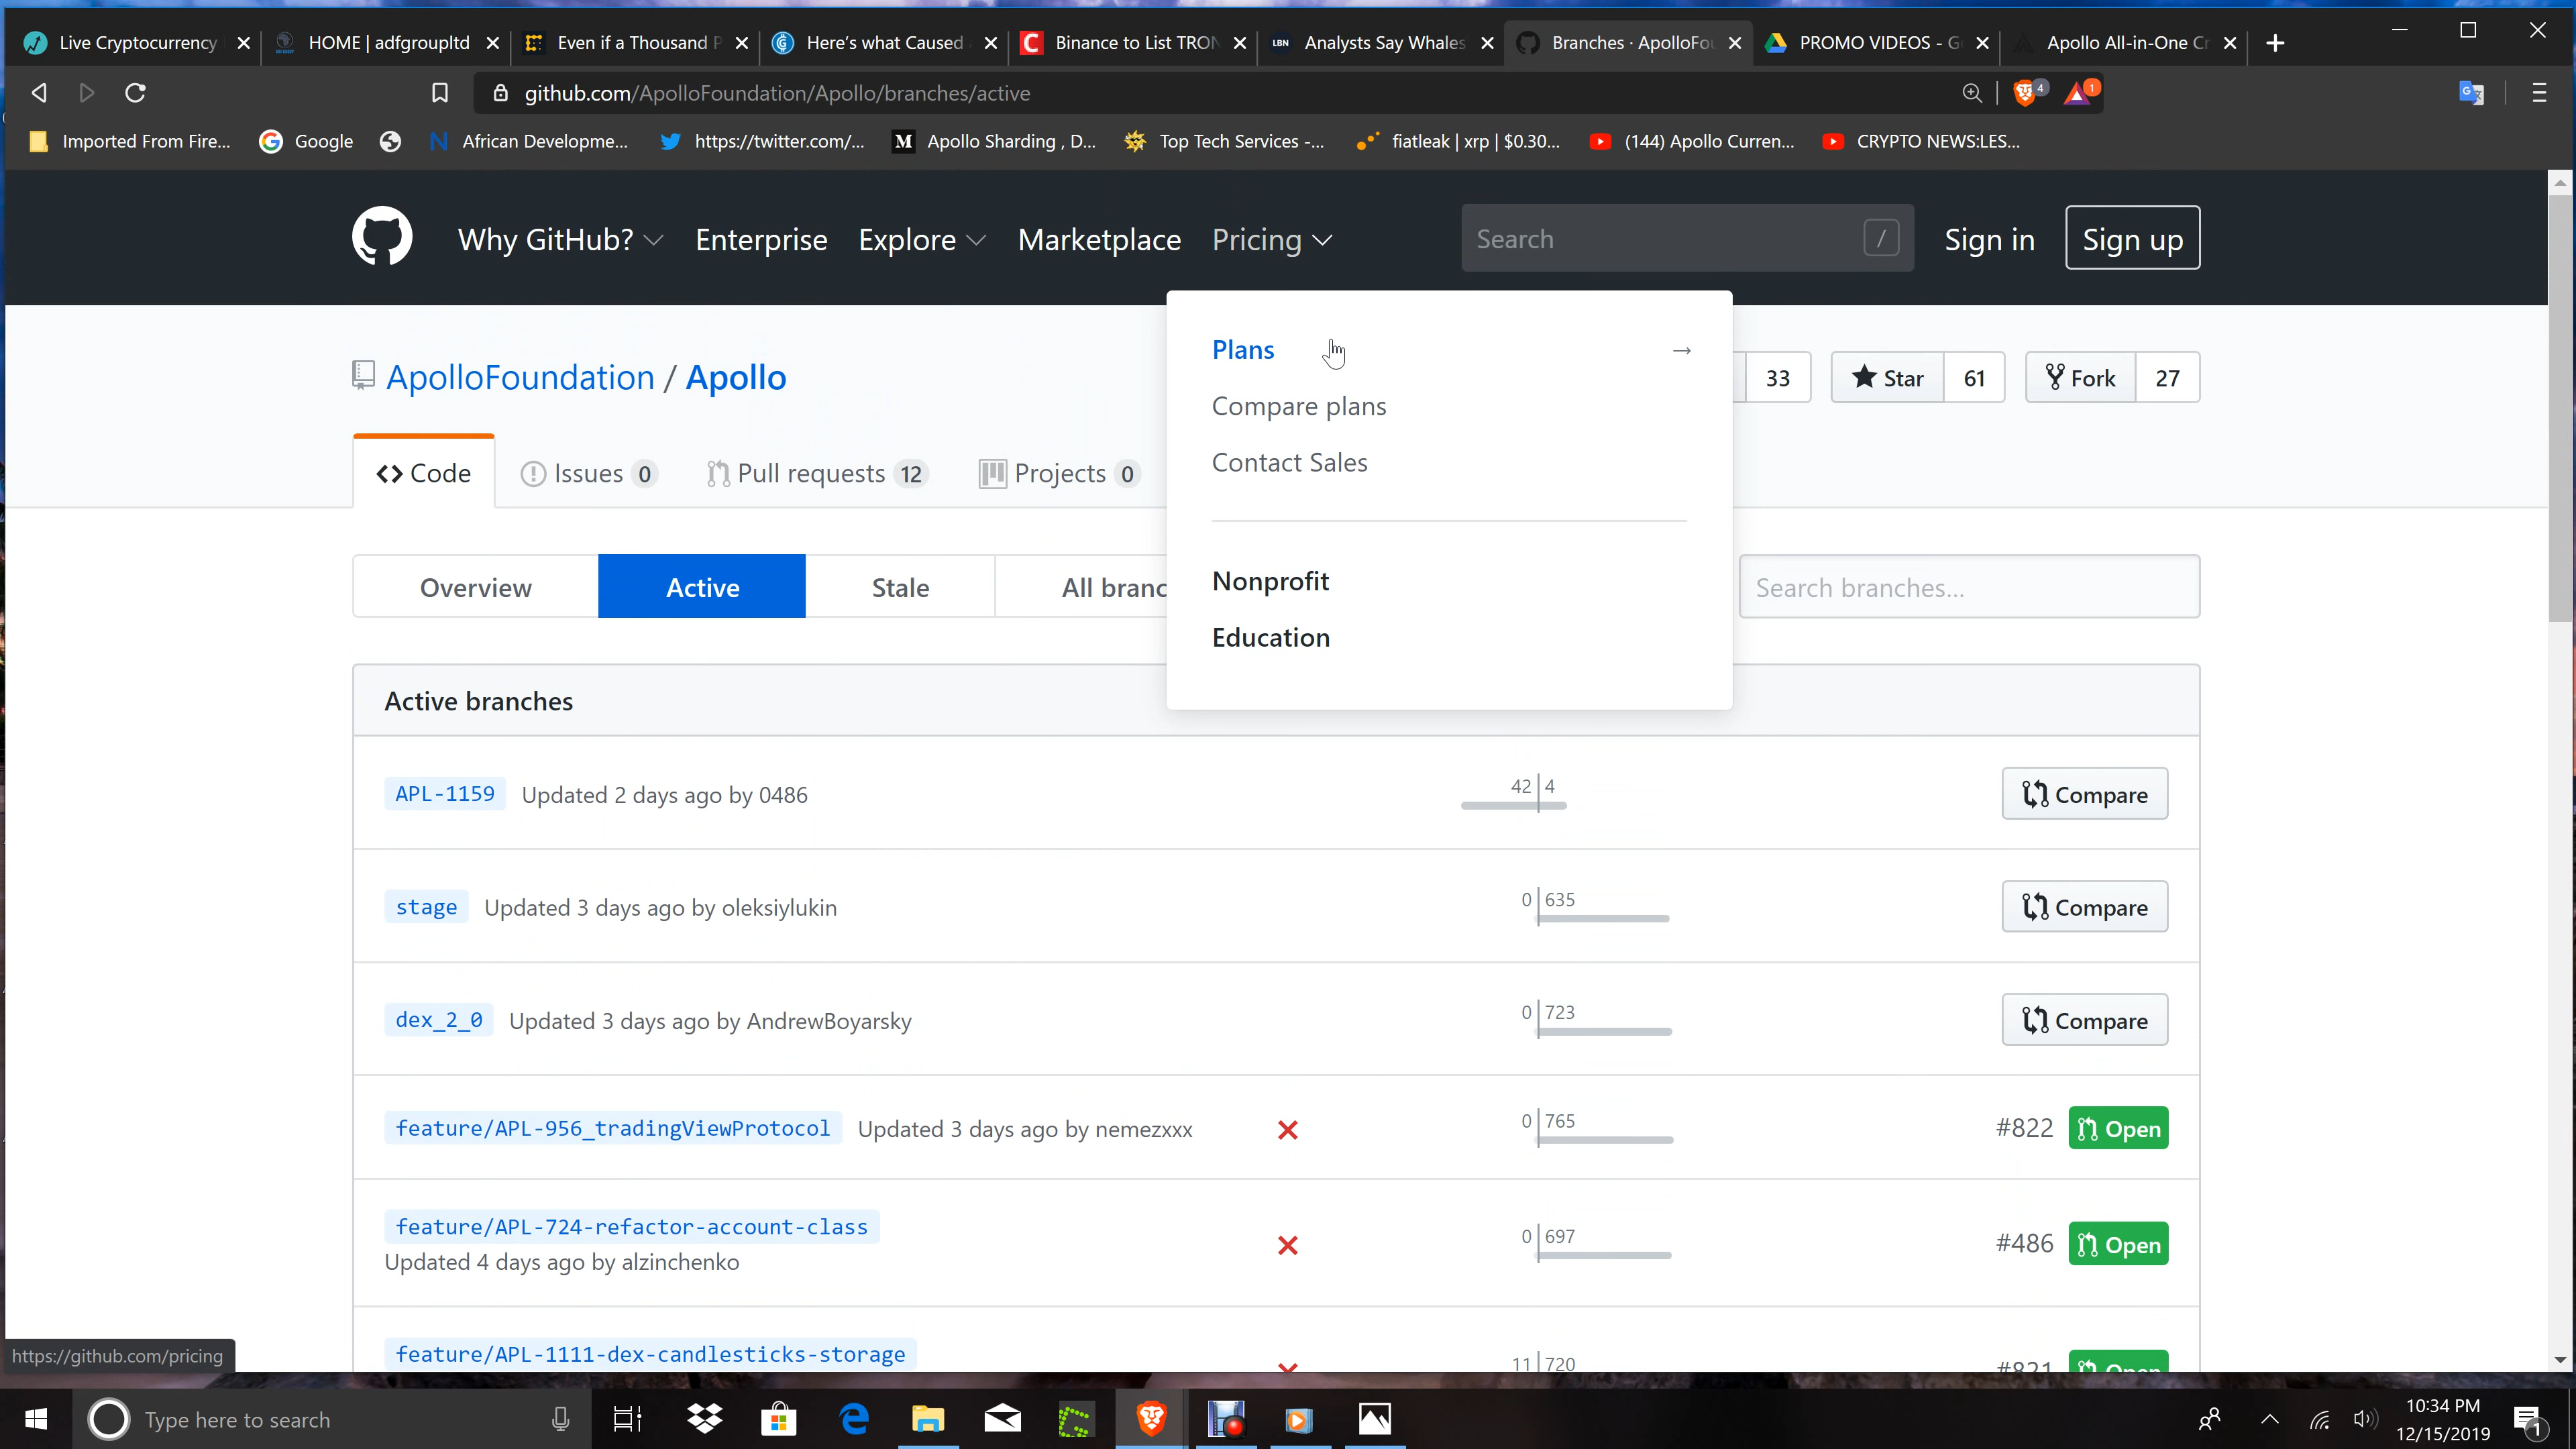 Live Cryptocurrency
HOME | adfgroupltd
Even if a Thousand P
Here's what Caused
Binance to List TRON
LBN Analysts Say Whales
Branches · ApolloFou
PROMO VIDEOS - G
Apollo All-in-One Cr
github.com/ApolloFoundation/Apollo/branches/active
4
1
Imported From Fire...
Google
African Developme...
https://twitter.com/...
Apollo Sharding , D...
Top Tech Services -...
fiatleak | xrp | $0.30...
(144) Apollo Curren...
CRYPTO NEWS:LES...
Why GitHub?
Enterprise
Explore
Marketplace
Pricing
Search /
Sign in
Sign up
ApolloFoundation / Apollo
33
Star 61
Fork 27
Code
Issues 0
Pull requests 12
Projects 0
Plans →
Compare plans
Contact Sales
Nonprofit
Education
Overview
Active
Stale
All branc
Search branches...
Active branches
APL-1159 Updated 2 days ago by 0486 42 | 4 Compare
stage Updated 3 days ago by oleksiylukin 0 | 635 Compare
dex_2_0 Updated 3 days ago by AndrewBoyarsky 0 | 723 Compare
feature/APL-956_tradingViewProtocol Updated 3 days ago by nemezxxx 0 | 765 #822 Open
feature/APL-724-refactor-account-class 0 | 697 #486 Open
Updated 4 days ago by alzinchenko
feature/APL-1111-dex-candlesticks-storage 11 | 720 #821 Open
https://github.com/pricing
Type here to search
10:34 PM
12/15/2019
1